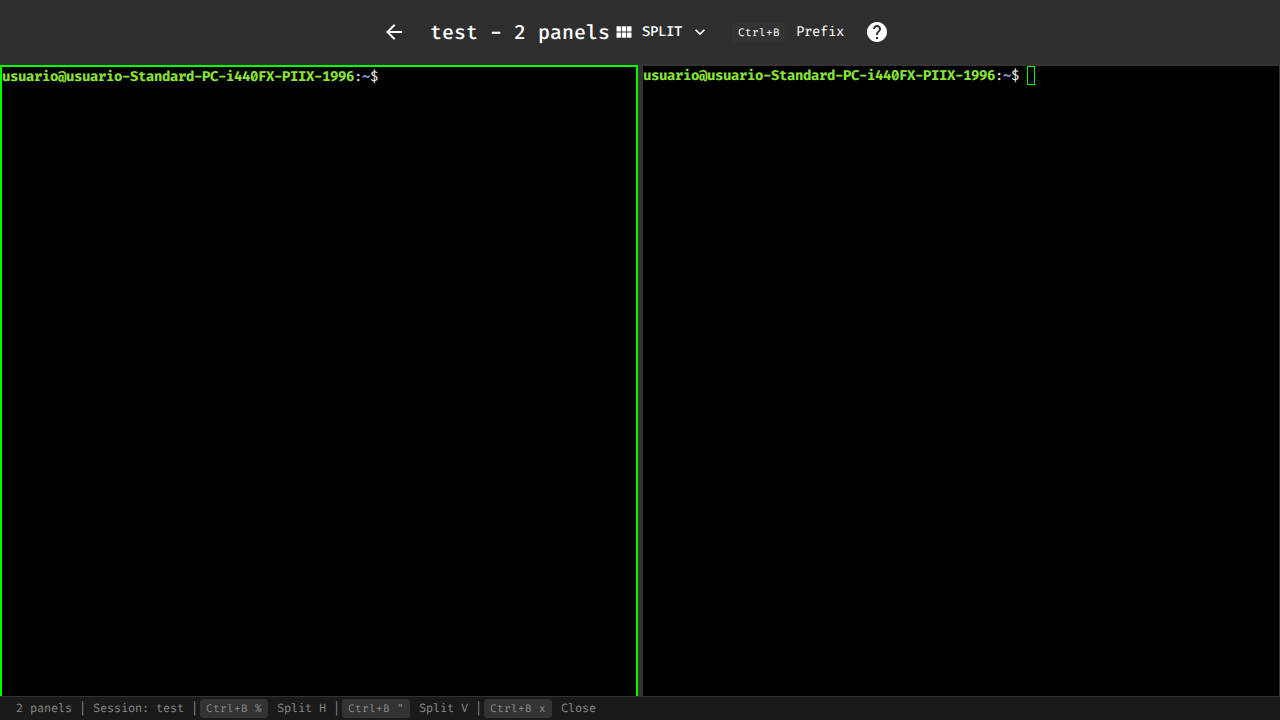 test - 2 panels SPLIT Ctrl+B Prefix
usuario@usuario-Standard-PC-i440FX-PIIX-1996:~$
usuario@usuario-Standard-PC-i440FX-PIIX-1996:~$
2 panels | Session: test | Ctrl+B % Split H | Ctrl+B " Split V | Ctrl+B x Close